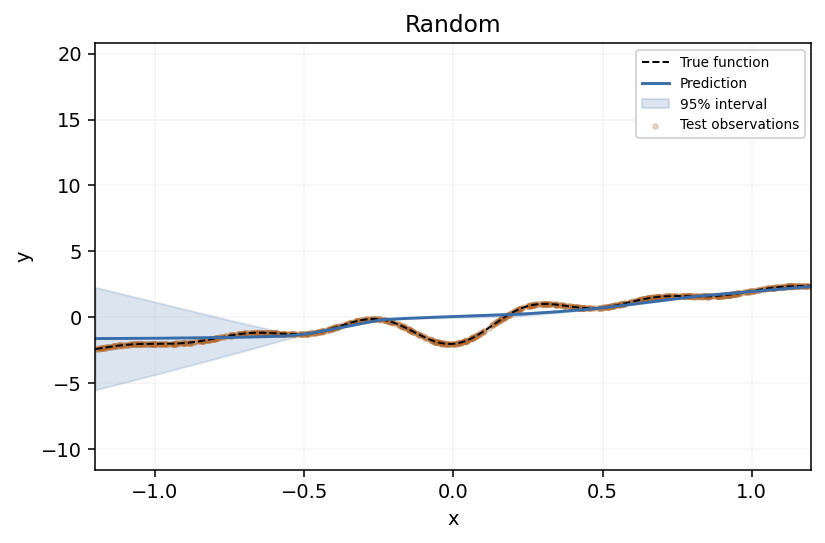 Random
True function
Prediction
95% interval
Test observations
20
15
10
5
0
−5
−10
y
−1.0 −0.5 0.0 0.5 1.0
x